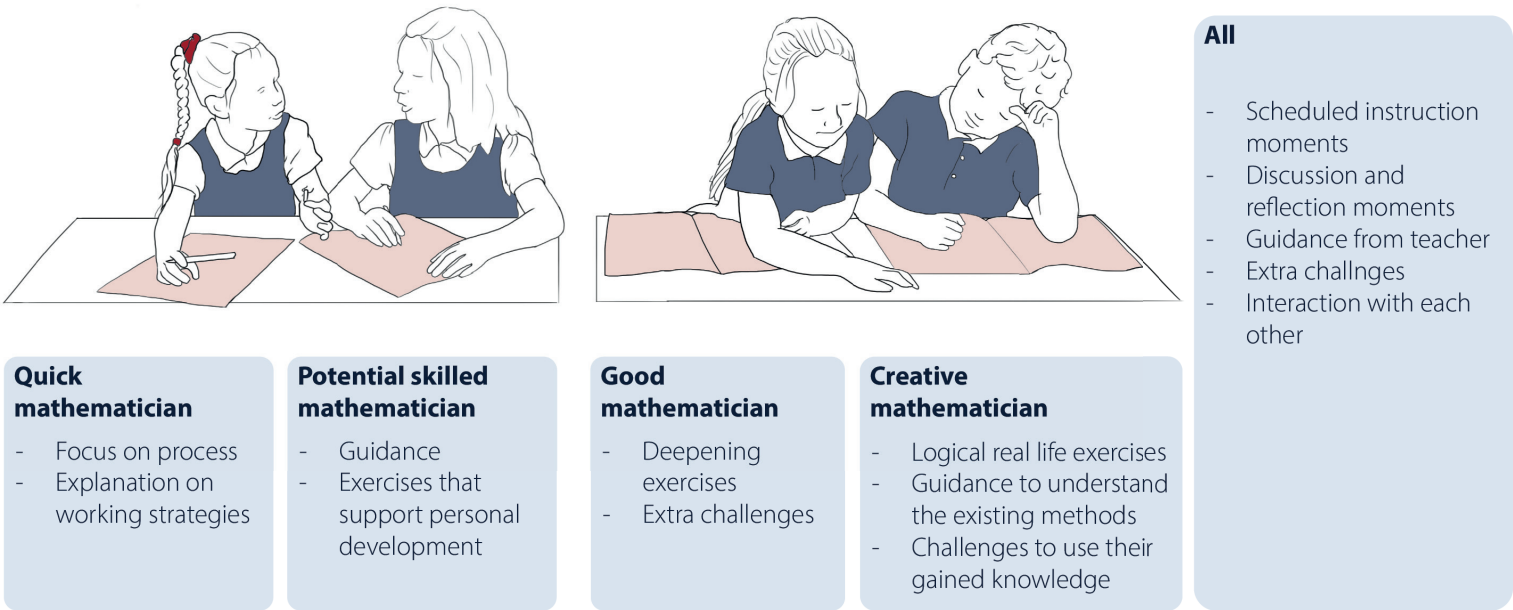 Quick
mathematician
- Focus on process
- Explanation on
working strategies
Potential skilled
mathematician
- Guidance
- Exercises that
support personal
development
Good
mathematician
- Deepening
exercises
- Extra challenges
Creative
mathematician
- Logical real life exercises
- Guidance to understand
the existing methods
- Challenges to use their
gained knowledge
All
- Scheduled instruction
moments
- Discussion and
reflection moments
- Guidance from teacher
- Extra challnges
- Interaction with each
other